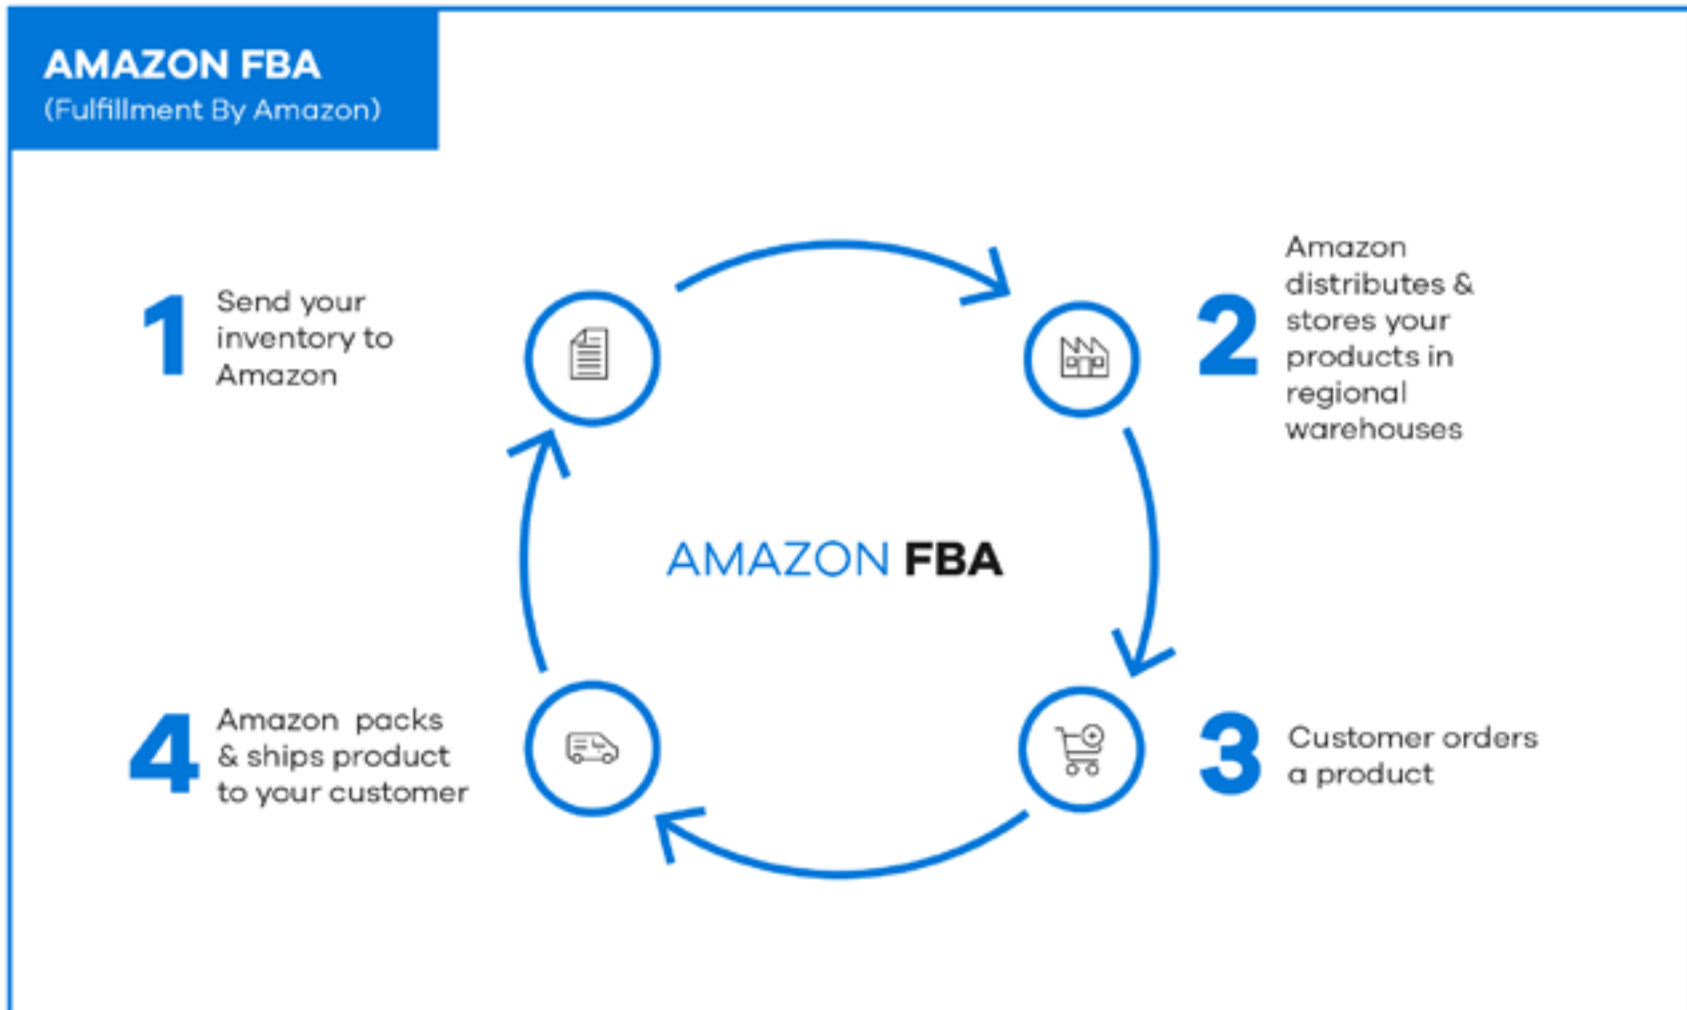 AMAZON FBA
(Fulfillment By Amazon)
1
Send your
inventory to
Amazon
2
Amazon
distributes &
stores your
products in
regional
warehouses
AMAZON FBA
4
Amazon packs
& ships product
to your customer
3
Customer orders
a product